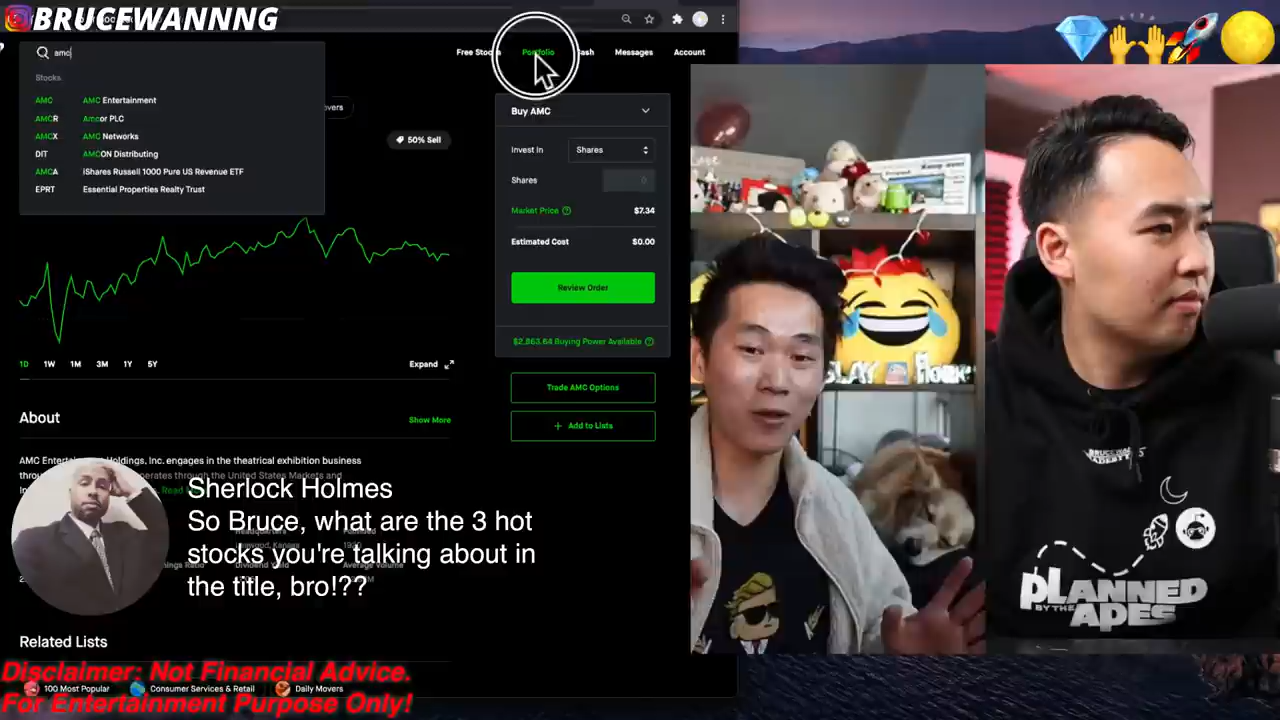 BRUCEWANNNG
amc
Free Stocks
Portfolio
Cash
Messages
Account
Stocks
AMC AMC Entertainment
AMCR Amcor PLC
AMCX AMC Networks
DIT AMCON Distributing
AMCA iShares Russell 1000 Pure US Revenue ETF
EPRT Essential Properties Realty Trust
50% Sell
Buy AMC
Invest In Shares
Shares 0
Market Price $7.34
Estimated Cost $0.00
Review Order
$2,863.64 Buying Power Available
Trade AMC Options
+ Add to Lists
1D 1W 1M 3M 1Y 5Y
Expand
About
Show More
AMC Entertainment Holdings, Inc. engages in the theatrical exhibition business
Sherlock Holmes
So Bruce, what are the 3 hot
stocks you're talking about in
the title, bro!??
Related Lists
100 Most Popular
Consumer Services & Retail
Daily Movers
Disclaimer: Not Financial Advice.
For Entertainment Purpose Only!
PLANNED
BY THE
APES